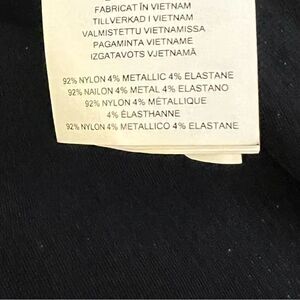 FABRICAT ÎN VIETNAM
TILLVERKAD I VIETNAM
VALMISTETTU VIETNAMISSA
PAGAMINTA VIETNAME
IZGATAVOTS VJETNAMĀ
92% NYLON 4% METALLIC 4% ELASTANE
92% NAILON 4% METAL 4% ELASTANO
92% NYLON 4% MÉTALLIQUE
4% ÉLASTHANNE
92% NYLON 4% METALLICO 4% ELASTANE